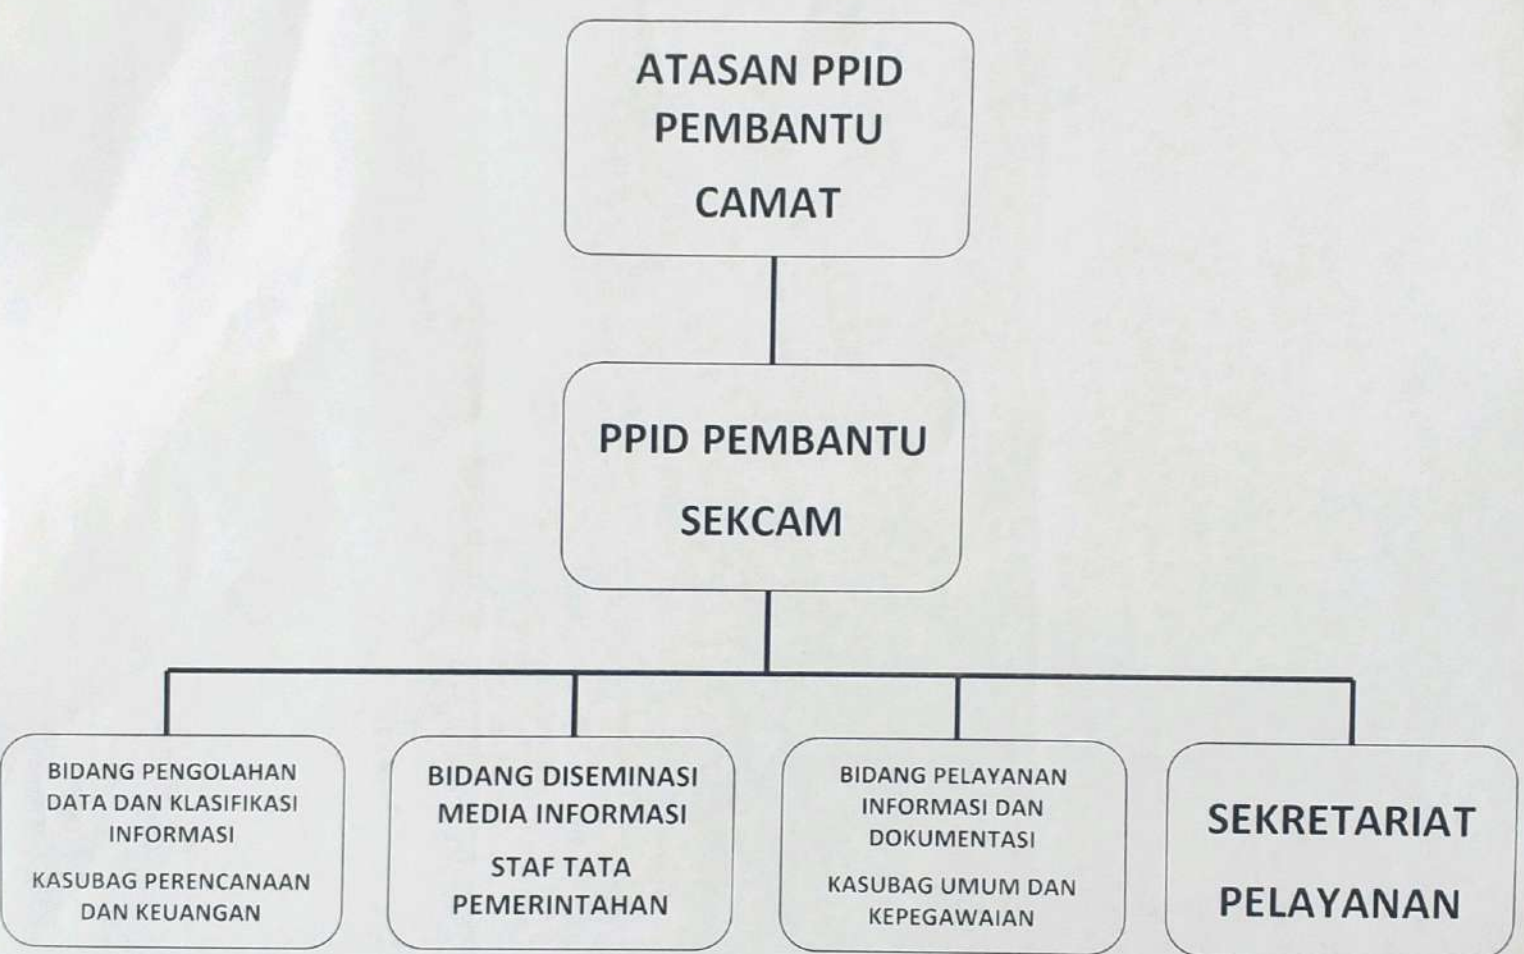 ATASAN PPID
PEMBANTU
CAMAT
PPID PEMBANTU
SEKCAM
BIDANG PENGOLAHAN
DATA DAN KLASIFIKASI
INFORMASI
KASUBAG PERENCANAAN
DAN KEUANGAN
BIDANG DISEMINASI
MEDIA INFORMASI
STAF TATA
PEMERINTAHAN
BIDANG PELAYANAN
INFORMASI DAN
DOKUMENTASI
KASUBAG UMUM DAN
KEPEGAWAIAN
SEKRETARIAT
PELAYANAN